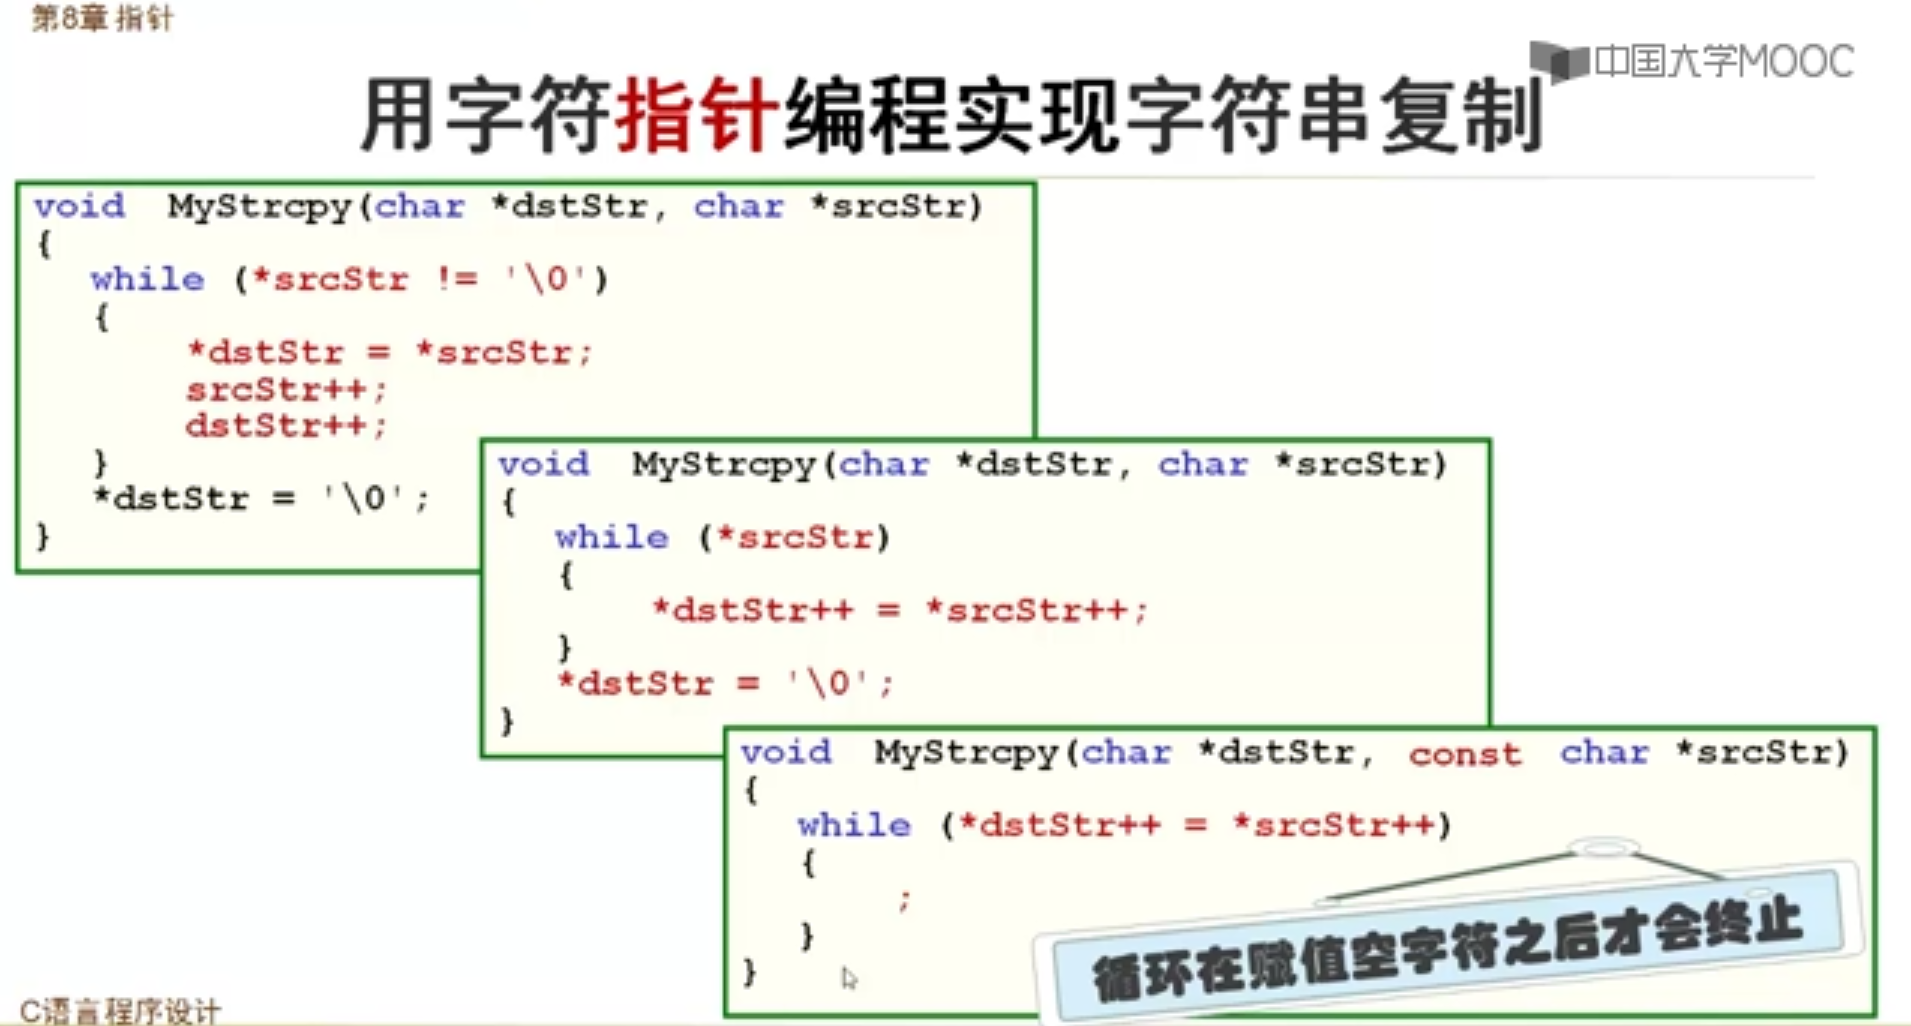 第8章 指针
中国大学MOOC
用字符指针编程实现字符串复制
void MyStrcpy(char *dstStr, char *srcStr)
{
while (*srcStr != '\0')
{
*dstStr = *srcStr;
srcStr++;
dstStr++;
}
*dstStr = '\0';
}
void MyStrcpy(char *dstStr, char *srcStr)
{
while (*srcStr)
{
*dstStr++ = *srcStr++;
}
*dstStr = '\0';
}
void MyStrcpy(char *dstStr, const char *srcStr)
{
while (*dstStr++ = *srcStr++)
{
;
}
}
循环在赋值空字符之后才会终止
C语言程序设计